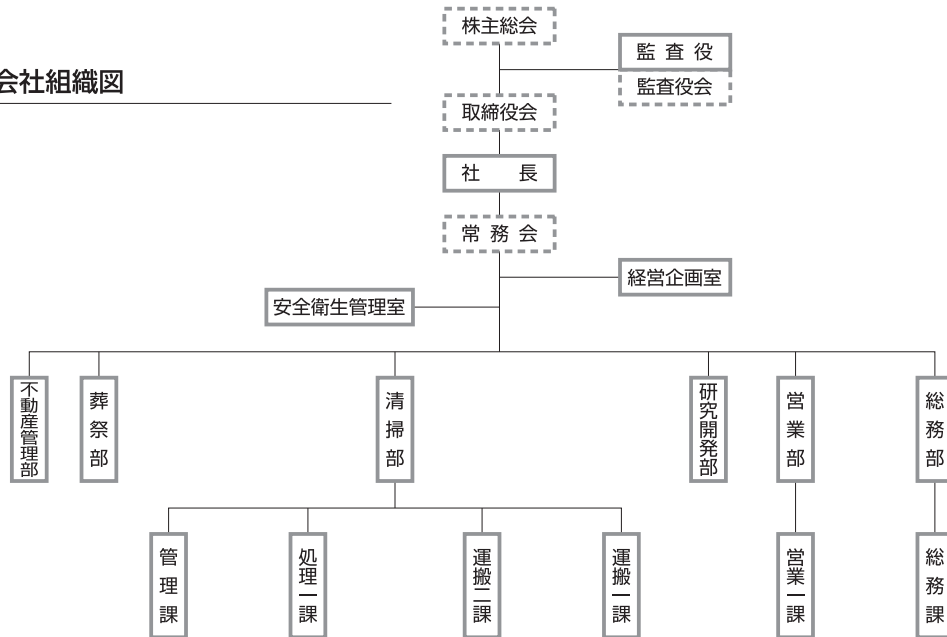 会社組織図
株主総会
監査役
監査役会
取締役会
社長
常務会
経営企画室
安全衛生管理室
不動産管理部
葬祭部
清掃部
研究開発部
営業部
総務部
管理課
処理一課
運搬二課
運搬一課
営業一課
総務課